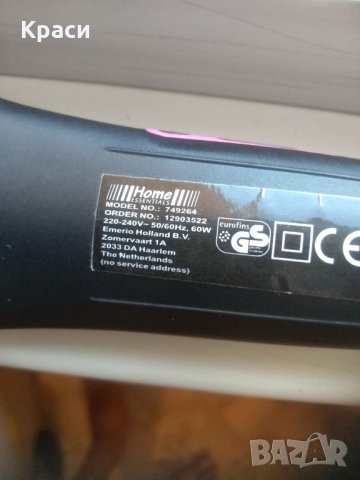 Краси
Home
ESSENTIALS
MODEL NO.: 749264
ORDER NO.: 12903522
220-240V~ 50/60Hz, 60W
Emerio Holland B.V.
Zomervaart 1A
2033 DA Haarlem
The Netherlands
(no service address)
eurofins
GS
CE
BAZAR